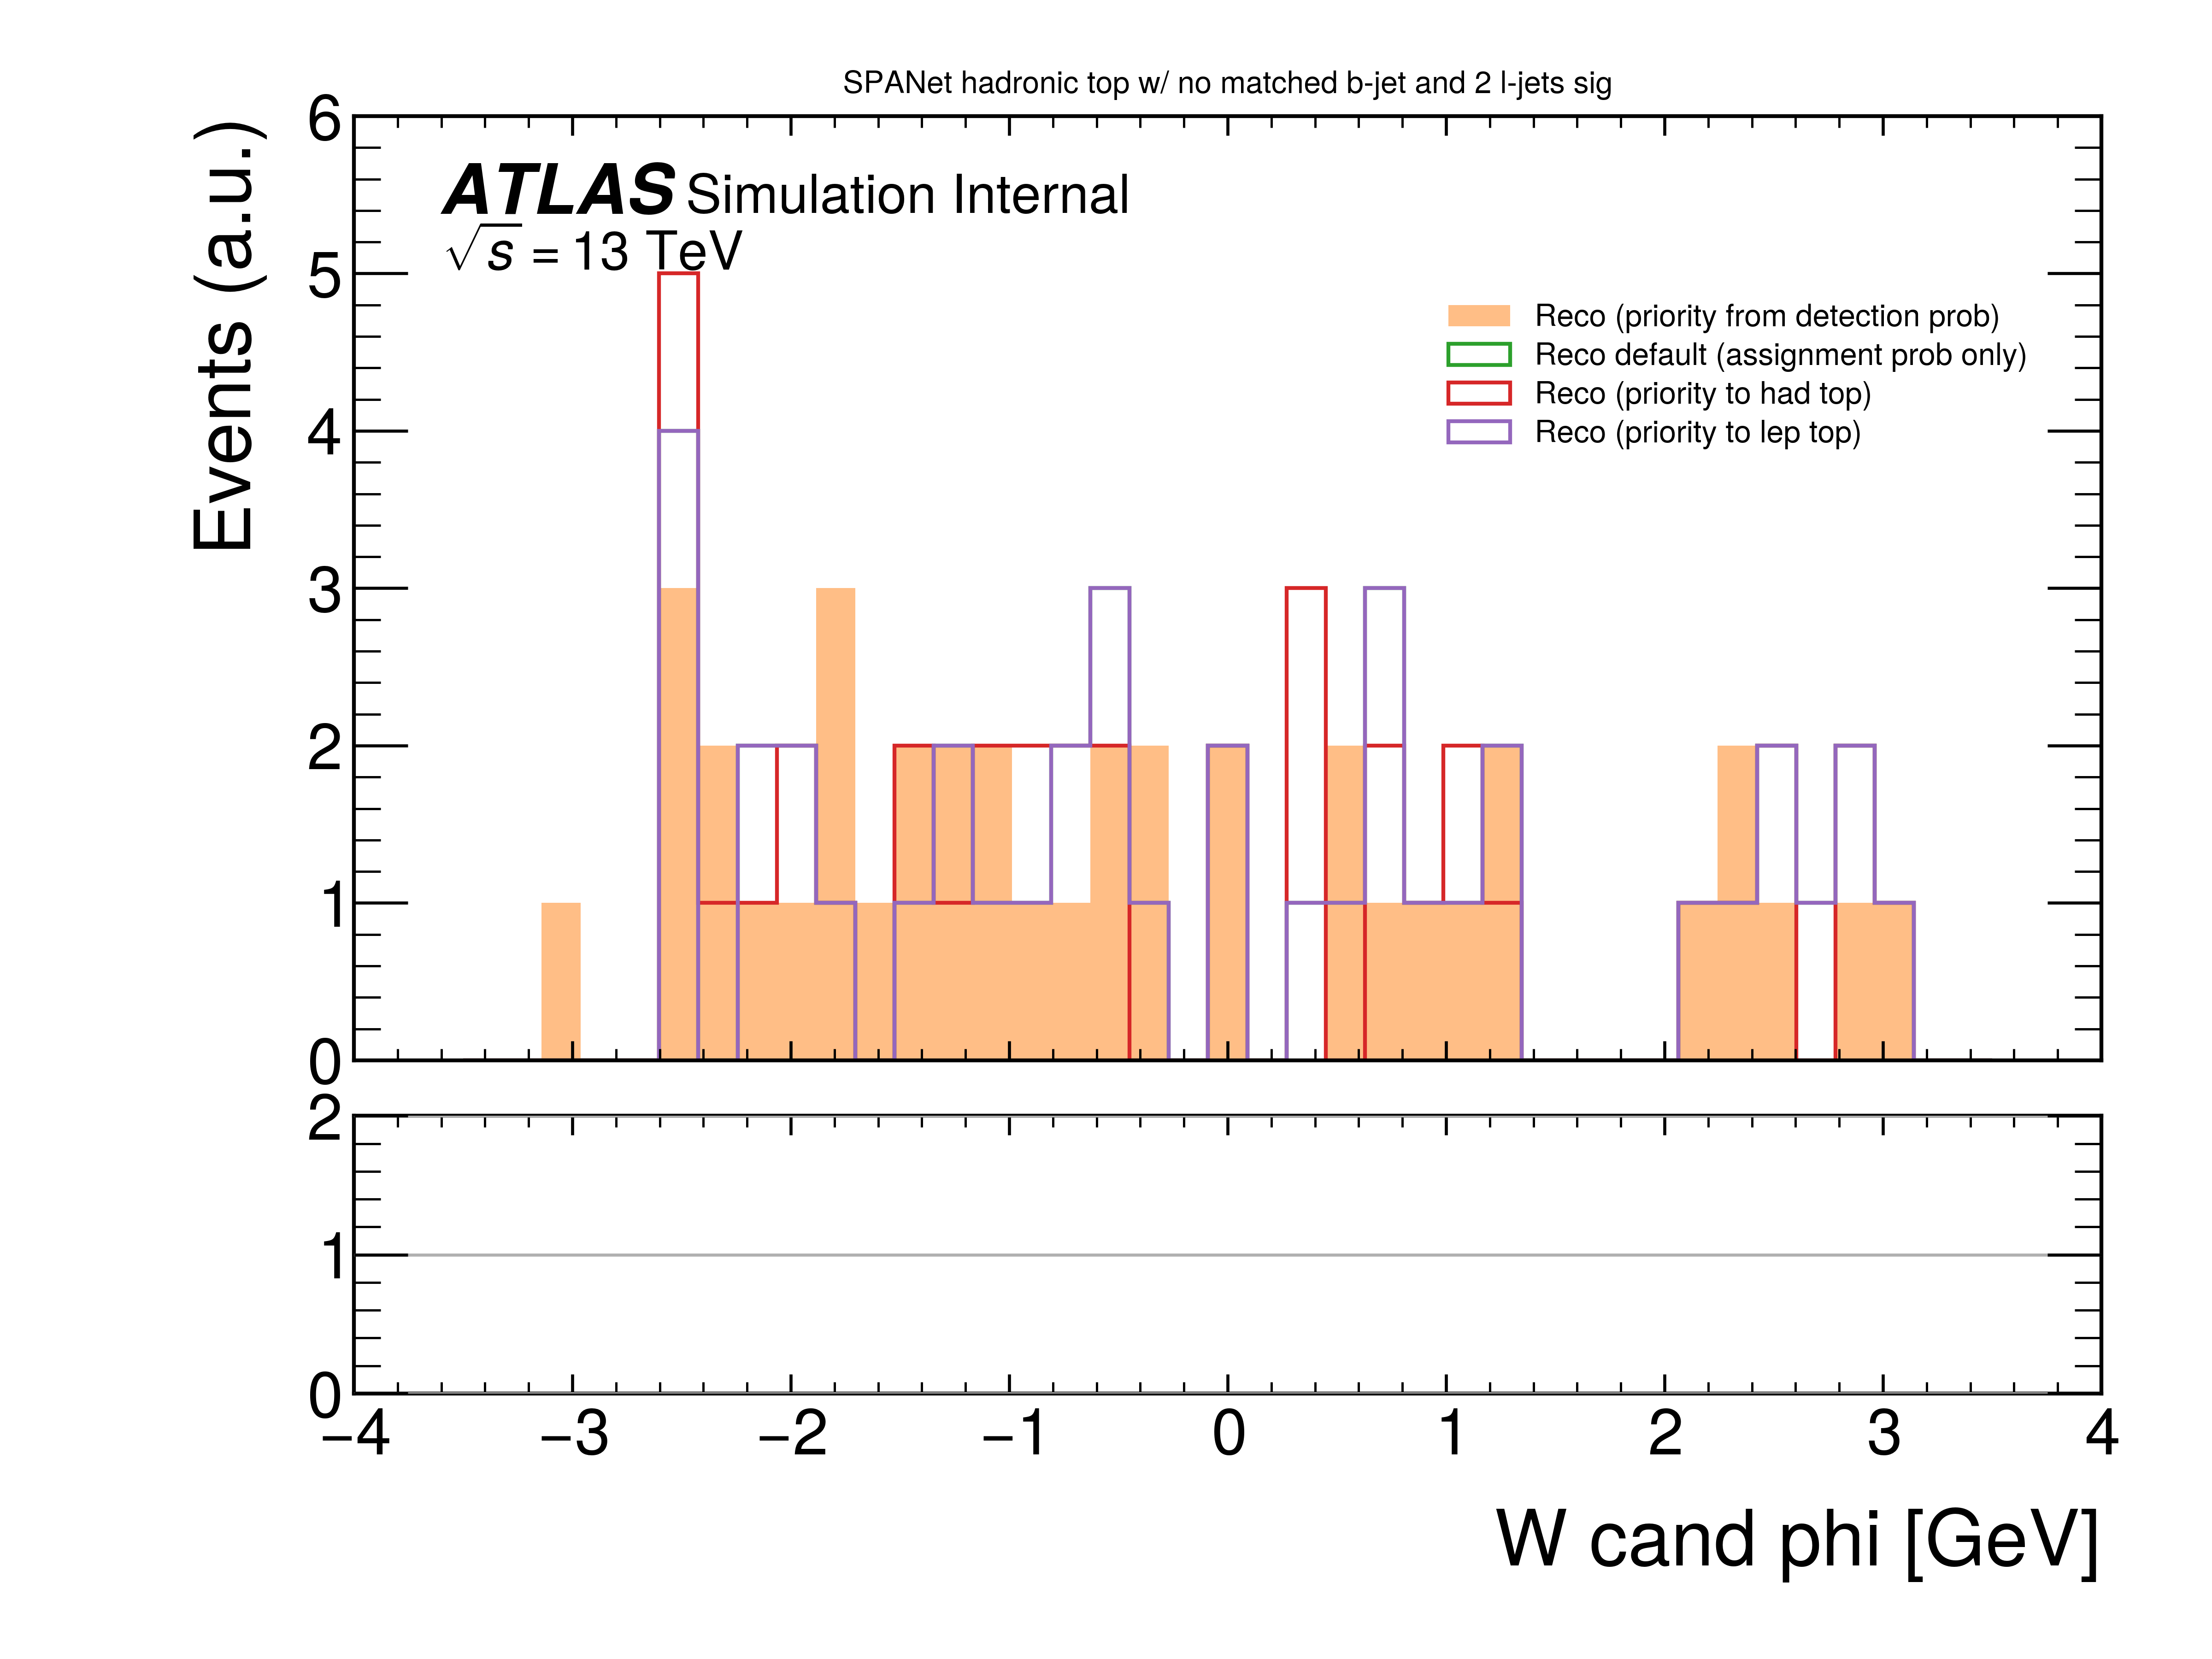 SPANet hadronic top w/ no matched b-jet and 2 l-jets sig
6
ATLAS Simulation Internal
√s = 13 TeV
5
Reco (priority from detection prob)
Reco default (assignment prob only)
Reco (priority to had top)
Reco (priority to lep top)
4
3
2
1
0
Events (a.u.)
2
1
0
−4 −3 −2 −1 0 1 2 3 4
W cand phi [GeV]